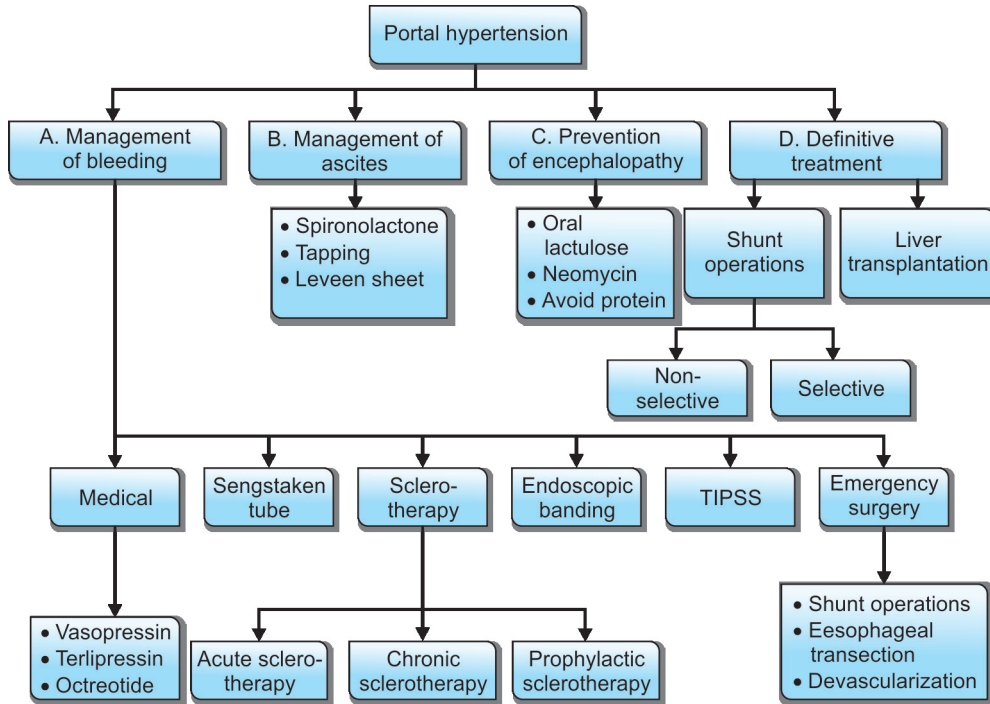 Portal hypertension
A. Management
of bleeding
B. Management of
ascites
C. Prevention
of encephalopathy
D. Definitive
treatment
• Spironolactone
• Tapping
• Leveen sheet
• Oral
lactulose
• Neomycin
• Avoid protein
Shunt
operations
Liver
transplantation
Non-
selective
Selective
Medical
Sengstaken
tube
Sclero-
therapy
Endoscopic
banding
TIPSS
Emergency
surgery
• Vasopressin
• Terlipressin
• Octreotide
Acute sclero-
therapy
Chronic
sclerotherapy
Prophylactic
sclerotherapy
• Shunt operations
• Eesophageal
transection
• Devascularization